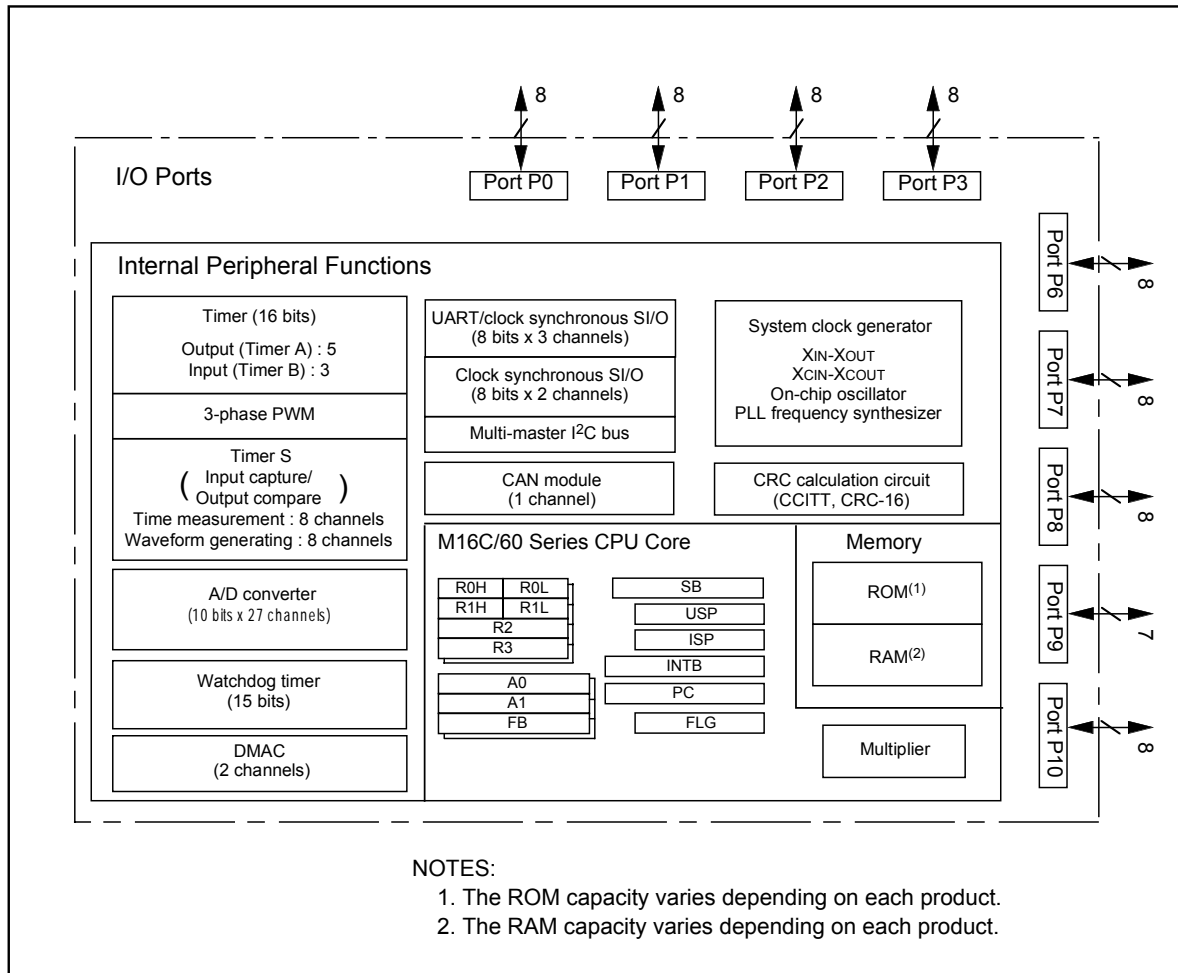 8 8 8 8
I/O Ports
Port P0 Port P1 Port P2 Port P3
Port P6
8
Port P7
8
Port P8
8
Port P9
7
Port P10
8
Internal Peripheral Functions
Timer (16 bits)
Output (Timer A) : 5
Input (Timer B) : 3
3-phase PWM
Timer S
( Input capture/
Output compare )
Time measurement : 8 channels
Waveform generating : 8 channels
A/D converter
(10 bits x 27 channels)
Watchdog timer
(15 bits)
DMAC
(2 channels)
UART/clock synchronous SI/O
(8 bits x 3 channels)
Clock synchronous SI/O
(8 bits x 2 channels)
Multi-master I²C bus
CAN module
(1 channel)
System clock generator
XIN-XOUT
XCIN-XCOUT
On-chip oscillator
PLL frequency synthesizer
CRC calculation circuit
(CCITT, CRC-16)
M16C/60 Series CPU Core
R0H R0L
R1H R1L
R2
R3
A0
A1
FB
SB
USP
ISP
INTB
PC
FLG
Memory
ROM(1)
RAM(2)
Multiplier
NOTES:
1. The ROM capacity varies depending on each product.
2. The RAM capacity varies depending on each product.